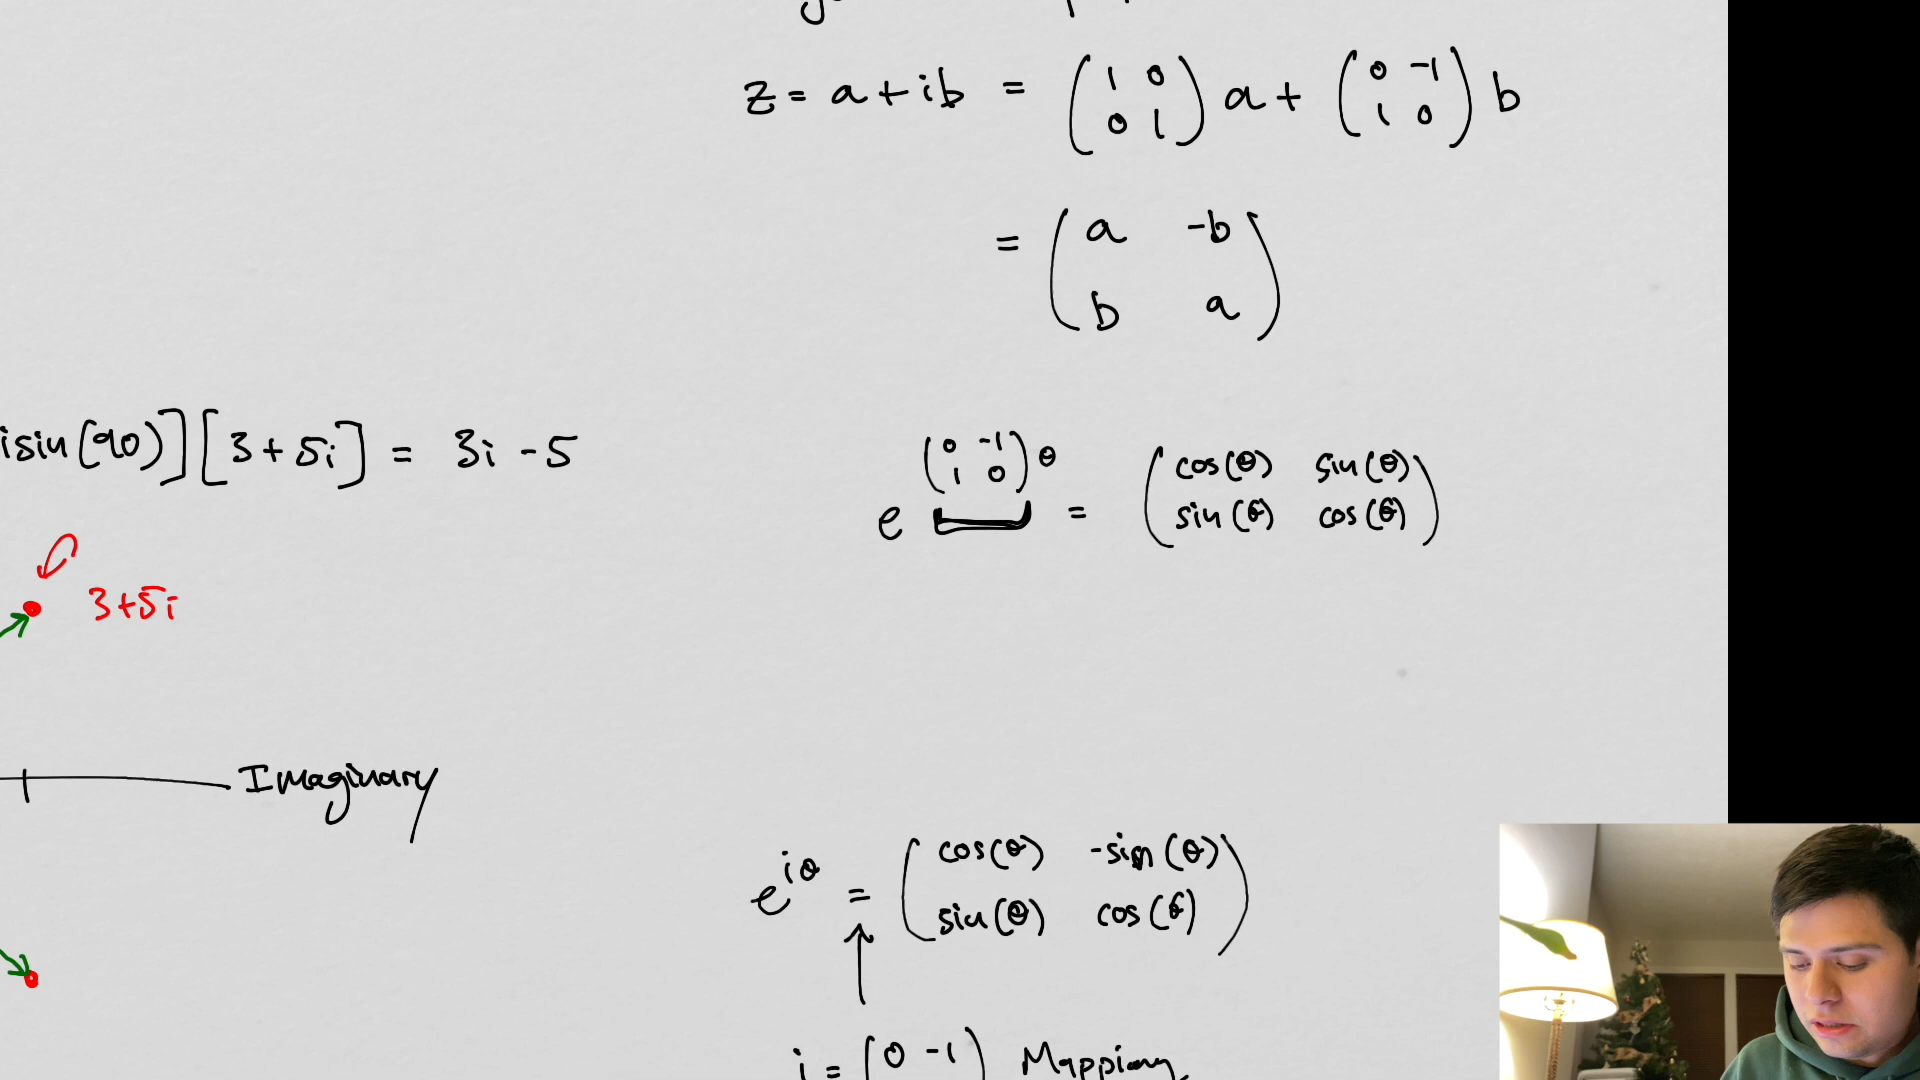 z = a + ib = ( 1 0 0 1 ) a + ( 0 -1 1 0 ) b
= ( a -b b a )
isin(90)][3+5i] = 3i - 5
e ( 0 -1 1 0 ) θ = ( cos(θ) sin(θ) sin(θ) cos(θ) )
3+5i
Imaginary
e^{iθ} = ( cos(θ) -sin(θ) sin(θ) cos(θ) )
i = ( 0 -1 ) Mapping